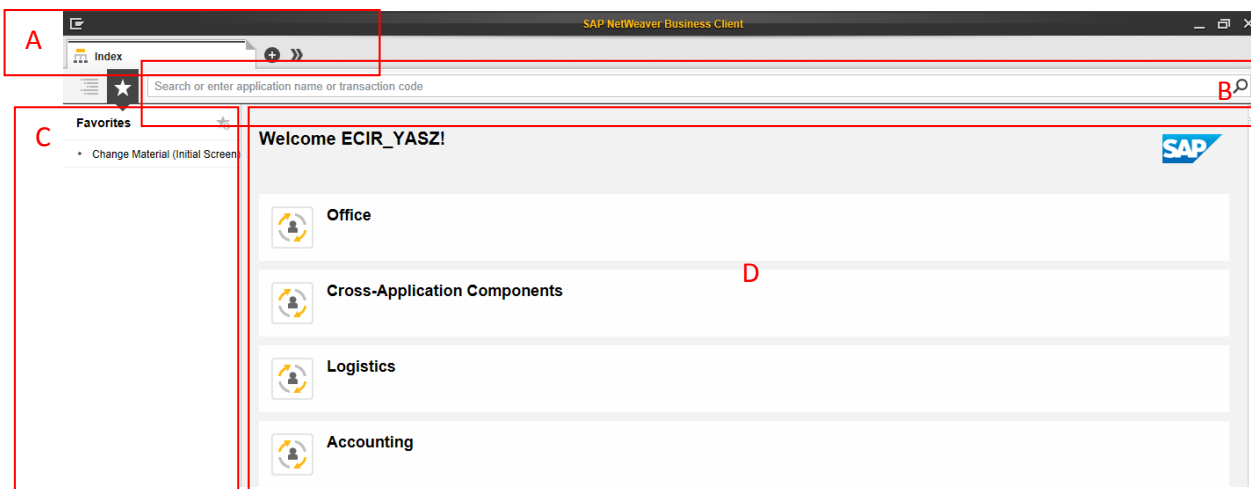 SAP NetWeaver Business Client
A
Index
Search or enter application name or transaction code
B
C
Favorites
Change Material (Initial Screen)
Welcome ECIR_YASZ!
SAP
Office
D
Cross-Application Components
Logistics
Accounting